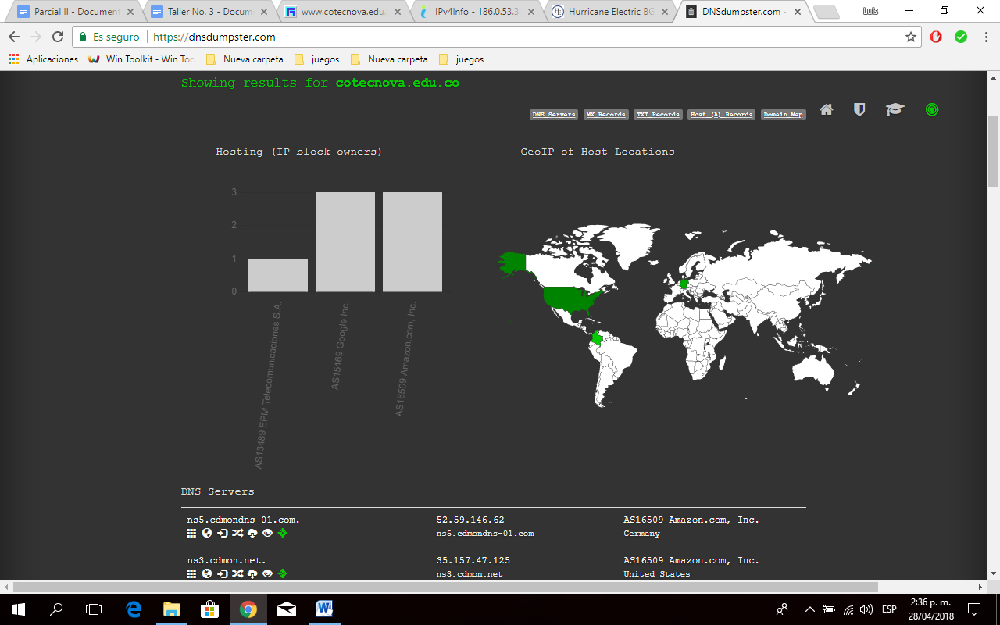 Parcial II - Document
Taller No. 3 - Docum
www.cotecnova.edu.
IPv4Info - 186.0.53.3
Hurricane Electric BG
DNSdumpster.com -
Luis
Es seguro
https://dnsdumpster.com
Aplicaciones
Win Toolkit - Win Too
Nueva carpeta
juegos
Nueva carpeta
juegos
Showing results for cotecnova.edu.co
DNS Servers
MX Records
TXT Records
Host (A) Records
Domain Map
Hosting (IP block owners)
GeoIP of Host Locations
3
2
1
0
AS13489 EPM Telecomunicaciones S.A.
AS15169 Google Inc.
AS16509 Amazon.com, Inc.
DNS Servers
ns5.cdmondns-01.com.
52.59.146.62
AS16509 Amazon.com, Inc.
ns5.cdmondns-01.com
Germany
ns3.cdmon.net.
35.157.47.125
AS16509 Amazon.com, Inc.
ns3.cdmon.net
United States
ESP
2:36 p. m.
28/04/2018